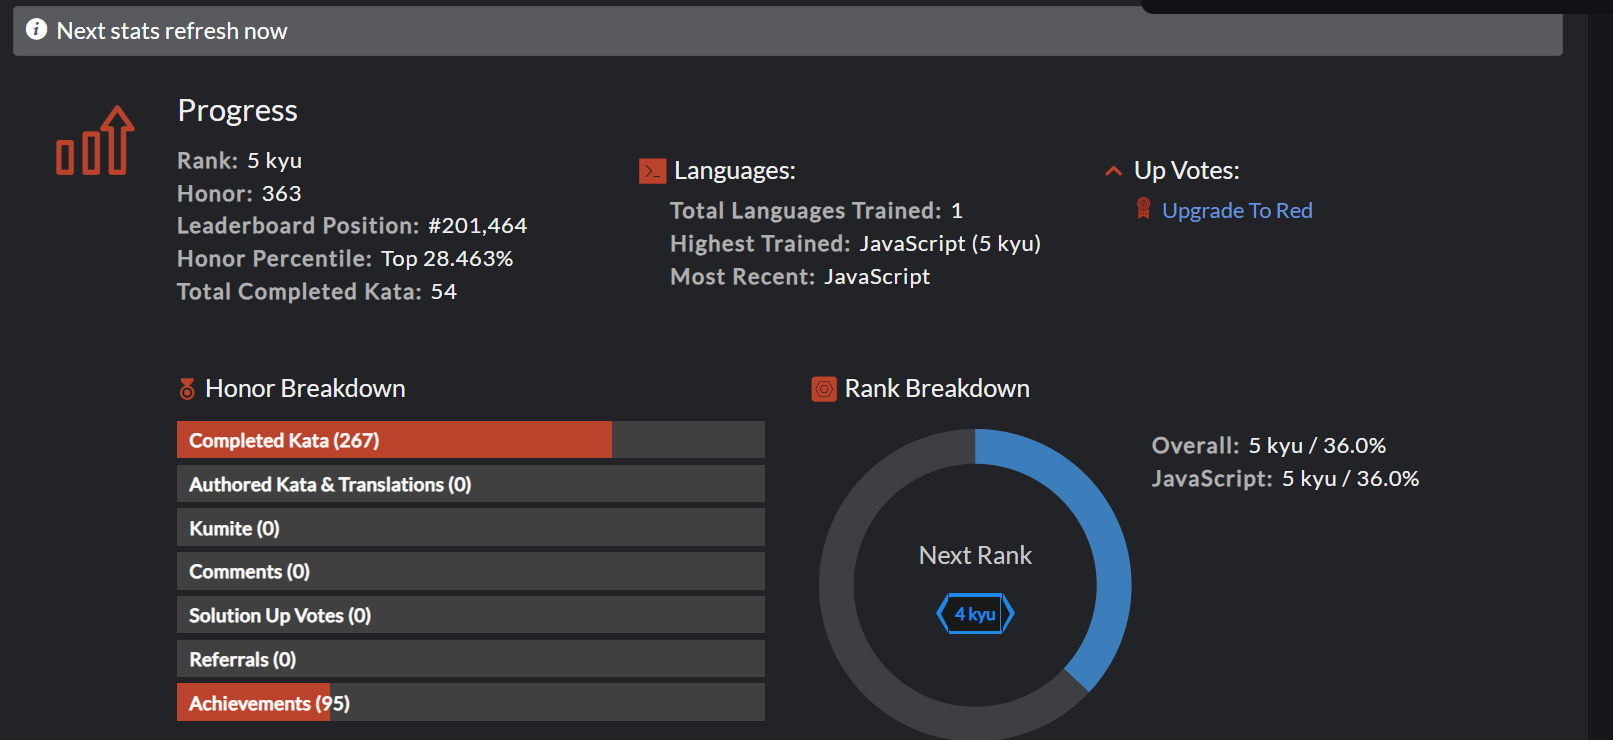 Next stats refresh now
Progress
Rank: 5 kyu
Honor: 363
Leaderboard Position: #201,464
Honor Percentile: Top 28.463%
Total Completed Kata: 54
Languages:
Total Languages Trained: 1
Highest Trained: JavaScript (5 kyu)
Most Recent: JavaScript
Up Votes:
Upgrade To Red
Honor Breakdown
Completed Kata (267)
Authored Kata & Translations (0)
Kumite (0)
Comments (0)
Solution Up Votes (0)
Referrals (0)
Achievements (95)
Rank Breakdown
Next Rank
4 kyu
Overall: 5 kyu / 36.0%
JavaScript: 5 kyu / 36.0%